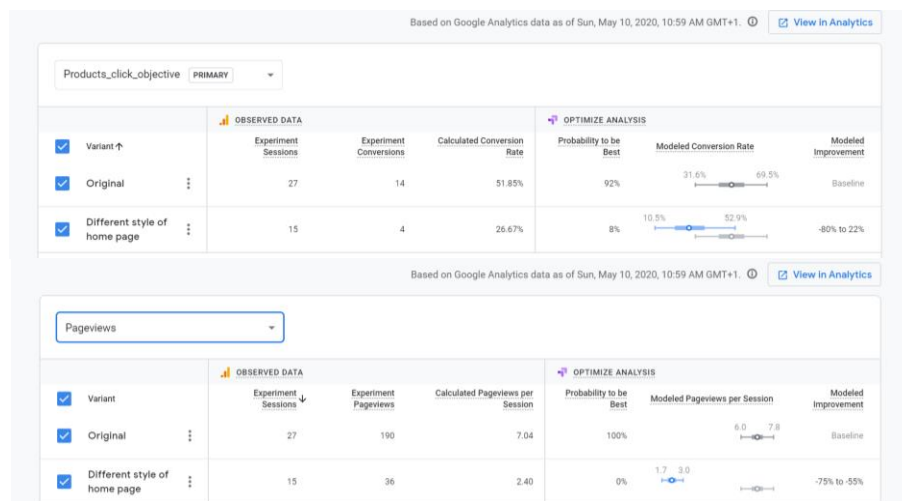 Based on Google Analytics data as of Sun, May 10, 2020, 10:59 AM GMT+1. View in Analytics
Products_click_objective PRIMARY
OBSERVED DATA OPTIMIZE ANALYSIS
Variant Experiment Sessions Experiment Conversions Calculated Conversion Rate Probability to be Best Modeled Conversion Rate Modeled Improvement
31.6% 69.5%
Original 27 14 51.85% 92% Baseline
10.5% 52.9%
Different style of home page 15 4 26.67% 8% -80% to 22%
Based on Google Analytics data as of Sun, May 10, 2020, 10:59 AM GMT+1. View in Analytics
Pageviews
OBSERVED DATA OPTIMIZE ANALYSIS
Variant Experiment Sessions Experiment Pageviews Calculated Pageviews per Session Probability to be Best Modeled Pageviews per Session Modeled Improvement
6.0 7.8
Original 27 190 7.04 100% Baseline
1.7 3.0
Different style of home page 15 36 2.40 0% -75% to -55%